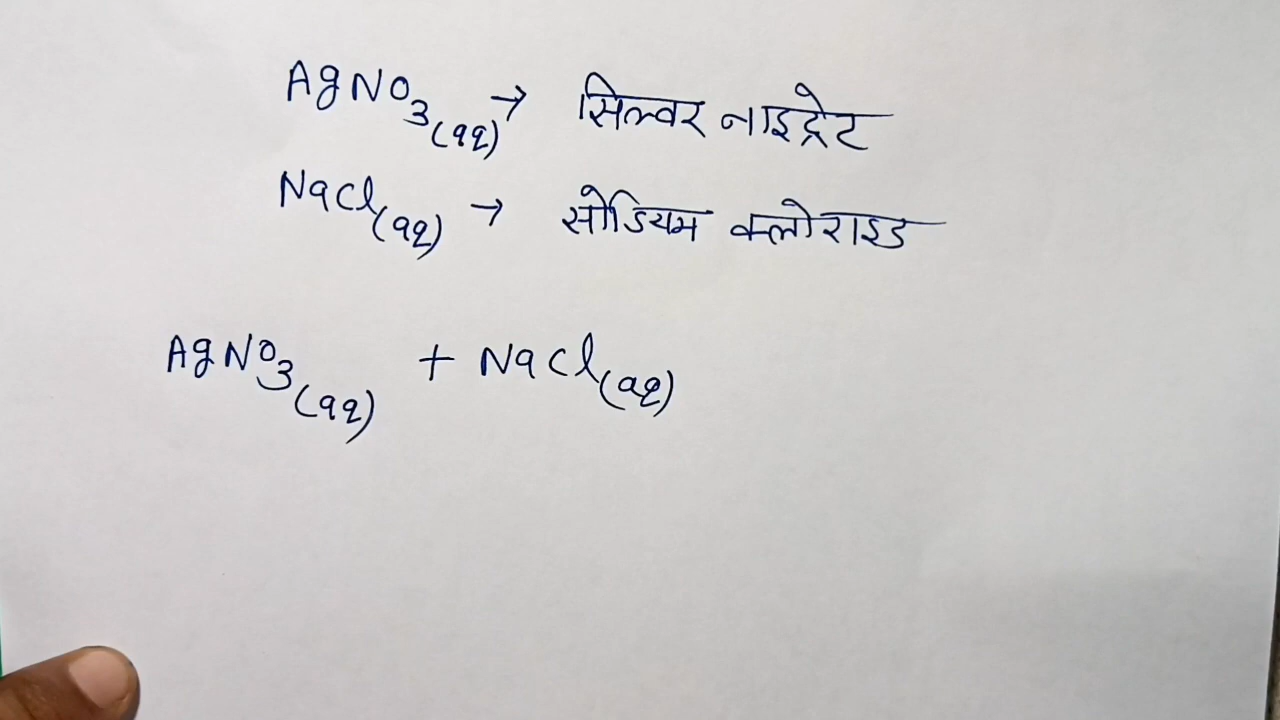 AgNO3(aq) → सिल्वर नाइट्रेट
NaCl(aq) → सोडियम क्लोराइड
AgNO3(aq) + NaCl(aq)